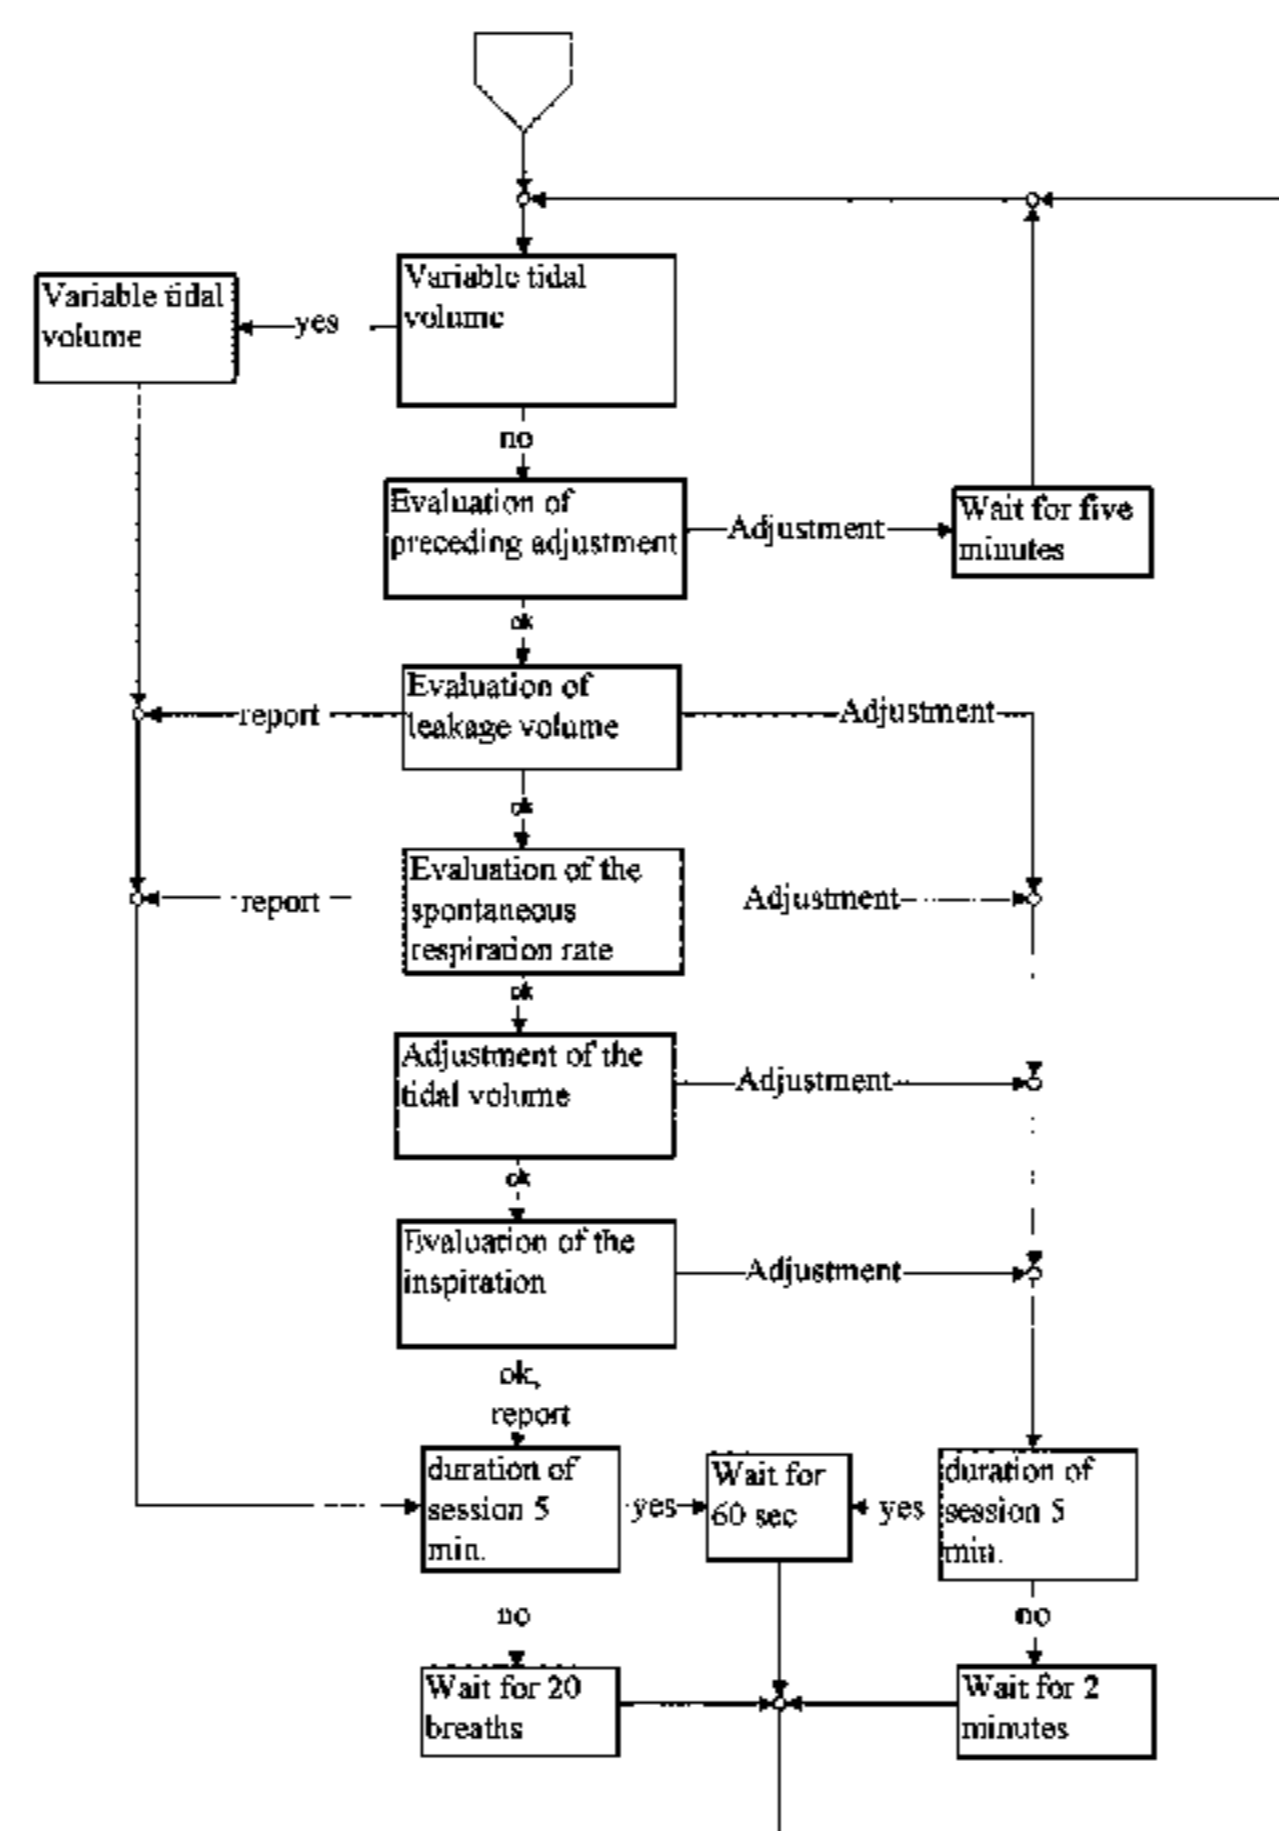 Variable tidal
volume
yes
Variable tidal
volume
no
Evaluation of
preceding adjustment
Adjustment
Wait for five
minutes
ok
Evaluation of
leakage volume
report
Adjustment
ok
Evaluation of the
spontaneous
respiration rate
report
Adjustment
ok
Adjustment of the
tidal volume
Adjustment
ok
Evaluation of the
inspiration
Adjustment
ok,
report
duration of
session 5
min.
yes
Wait for
60 sec
yes
duration of
session 5
min.
no
no
Wait for 20
breaths
Wait for 2
minutes